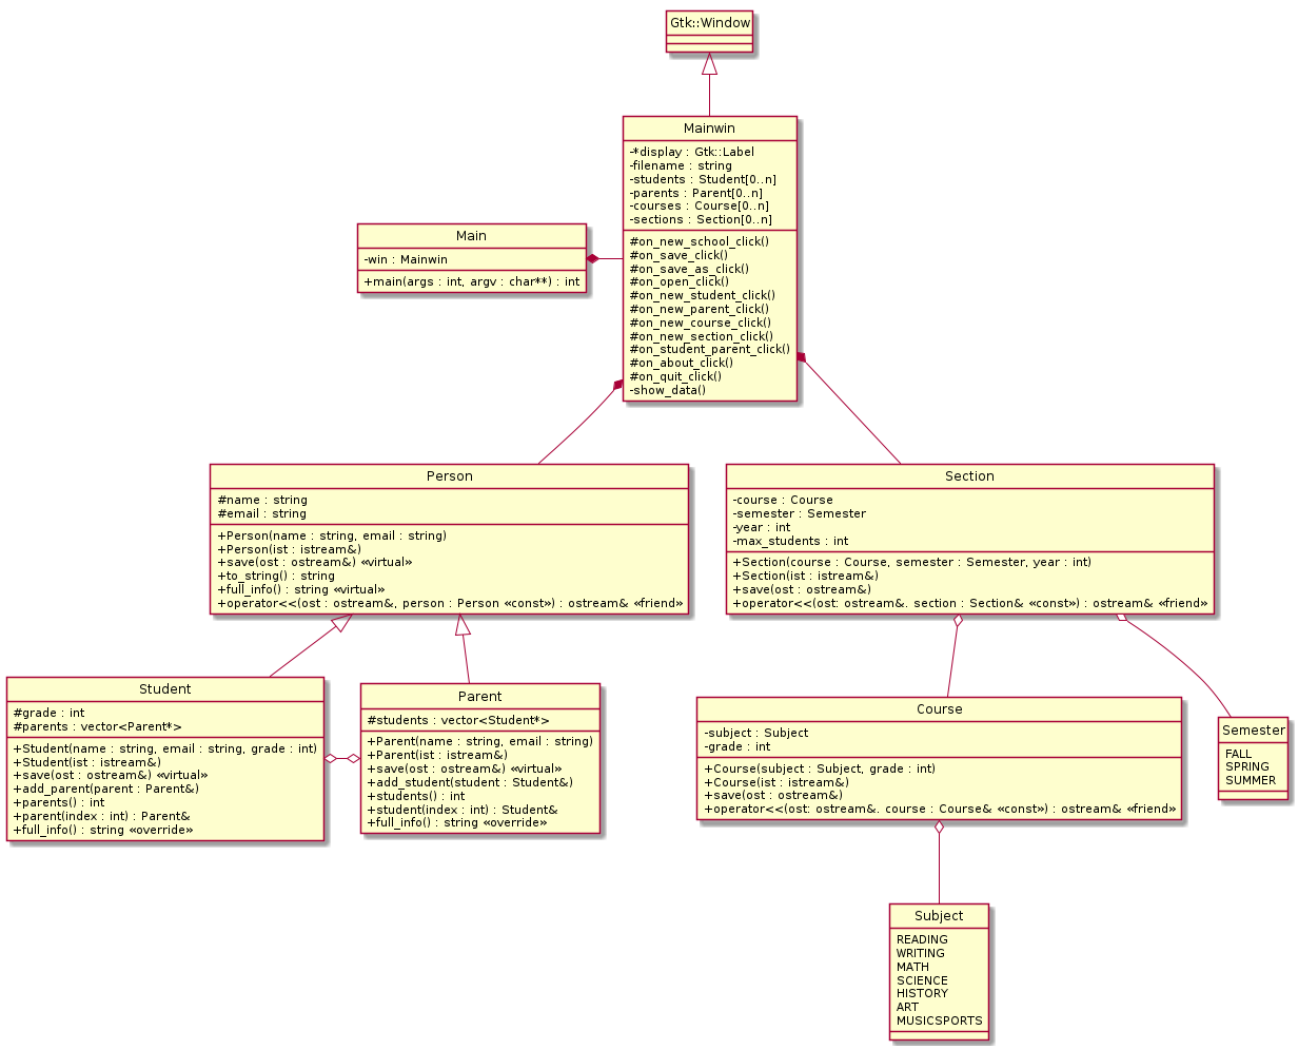 Gtk::Window
Mainwin
-*display : Gtk::Label
-filename : string
-students : Student[0..n]
-parents : Parent[0..n]
-courses : Course[0..n]
-sections : Section[0..n]
#on_new_school_click()
#on_save_click()
#on_save_as_click()
#on_open_click()
#on_new_student_click()
#on_new_parent_click()
#on_new_course_click()
#on_new_section_click()
#on_student_parent_click()
#on_about_click()
#on_quit_click()
-show_data()
Main
-win : Mainwin
+main(args : int, argv : char**) : int
Person
#name : string
#email : string
+Person(name : string, email : string)
+Person(ist : istream&)
+save(ost : ostream&) «virtual»
+to_string() : string
+full_info() : string «virtual»
+operator<<(ost : ostream&, person : Person «const») : ostream& «friend»
Section
-course : Course
-semester : Semester
-year : int
-max_students : int
+Section(course : Course, semester : Semester, year : int)
+Section(ist : istream&)
+save(ost : ostream&)
+operator<<(ost: ostream&. section : Section& «const») : ostream& «friend»
Student
#grade : int
#parents : vector<Parent*>
+Student(name : string, email : string, grade : int)
+Student(ist : istream&)
+save(ost : ostream&) «virtual»
+add_parent(parent : Parent&)
+parents() : int
+parent(index : int) : Parent&
+full_info() : string «override»
Parent
#students : vector<Student*>
+Parent(name : string, email : string)
+Parent(ist : istream&)
+save(ost : ostream&) «virtual»
+add_student(student : Student&)
+students() : int
+student(index : int) : Student&
+full_info() : string «override»
Course
-subject : Subject
-grade : int
+Course(subject : Subject, grade : int)
+Course(ist : istream&)
+save(ost : ostream&)
+operator<<(ost: ostream&. course : Course& «const») : ostream& «friend»
Semester
FALL
SPRING
SUMMER
Subject
READING
WRITING
MATH
SCIENCE
HISTORY
ART
MUSICSPORTS